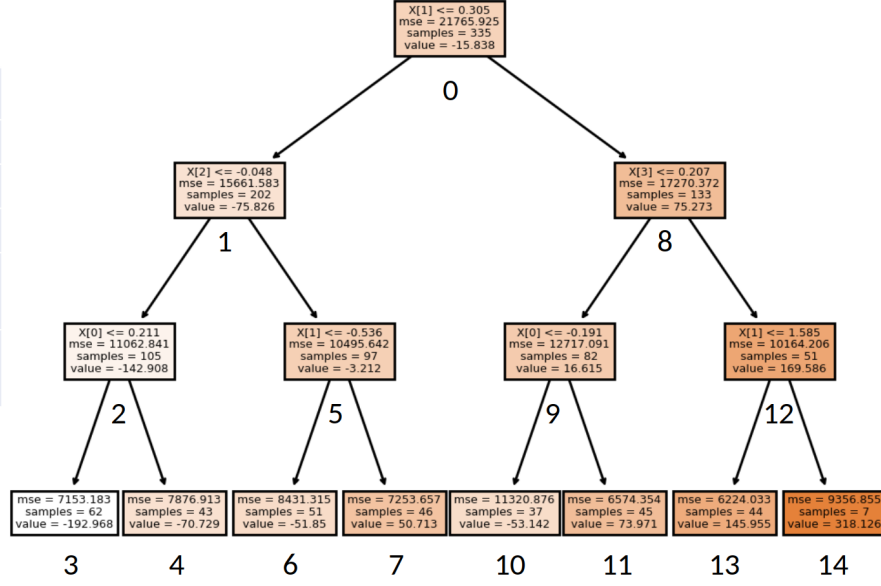 X[1] <= 0.305
mse = 21765.925
samples = 335
value = -15.838
0
X[2] <= -0.048
mse = 15661.583
samples = 202
value = -75.826
1
X[3] <= 0.207
mse = 17270.372
samples = 133
value = 75.273
8
X[0] <= 0.211
mse = 11062.841
samples = 105
value = -142.908
2
X[1] <= -0.536
mse = 10495.642
samples = 97
value = -3.212
5
X[0] <= -0.191
mse = 12717.091
samples = 82
value = 16.615
9
X[1] <= 1.585
mse = 10164.206
samples = 51
value = 169.586
12
mse = 7153.183
samples = 62
value = -192.968
3
mse = 7876.913
samples = 43
value = -70.729
4
mse = 8431.315
samples = 51
value = -51.85
6
mse = 7253.657
samples = 46
value = 50.713
7
mse = 11320.876
samples = 37
value = -53.142
10
mse = 6574.354
samples = 45
value = 73.971
11
mse = 6224.033
samples = 44
value = 145.955
13
mse = 9356.855
samples = 7
value = 318.126
14